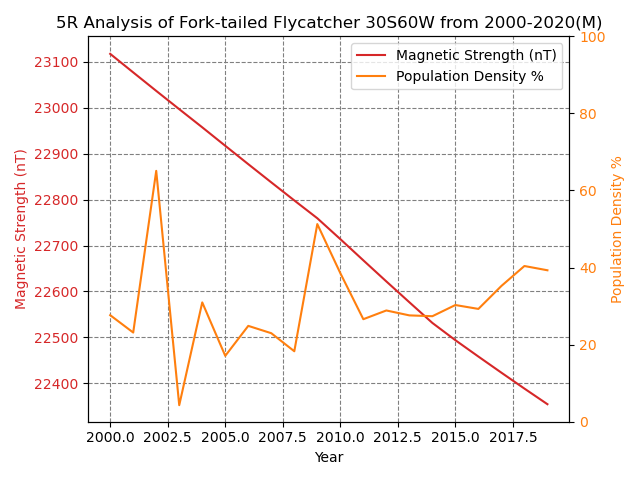 5R Analysis of Fork-tailed Flycatcher 30S60W from 2000-2020(M)
Magnetic Strength (nT)
Population Density %
23100
23000
22900
22800
22700
22600
22500
22400
Magnetic Strength (nT)
100
80
60
40
20
0
Population Density %
2000.0 2002.5 2005.0 2007.5 2010.0 2012.5 2015.0 2017.5
Year